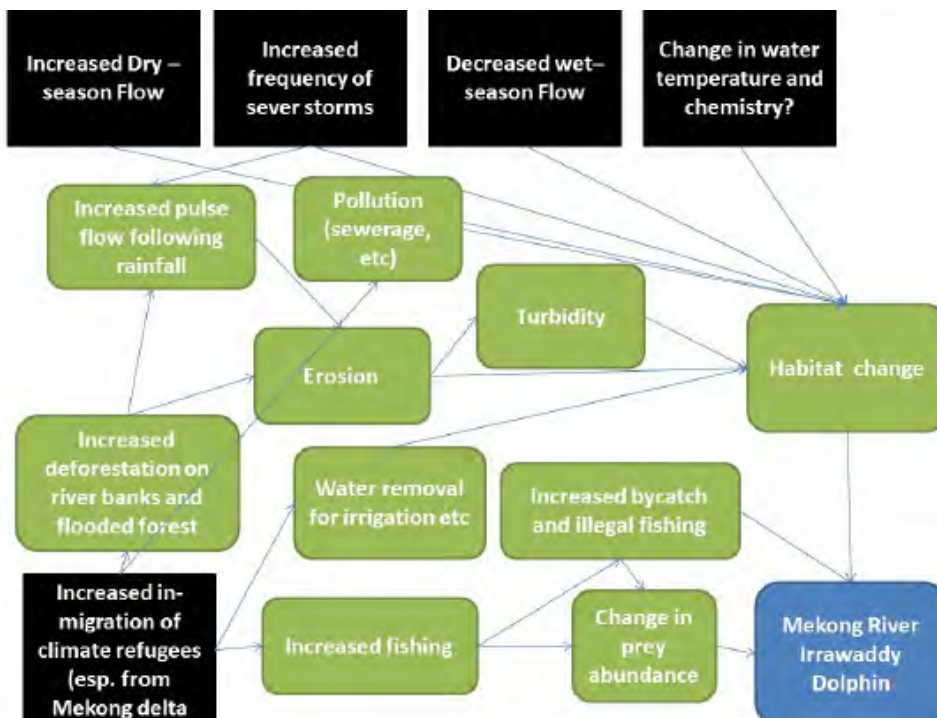 Increased Dry –
season Flow
Increased
frequency of
sever storms
Decreased wet–
season Flow
Change in water
temperature and
chemistry?
Increased pulse
flow following
rainfall
Pollution
(sewerage,
etc)
Turbidity
Erosion
Habitat change
Increased
deforestation on
river banks and
flooded forest
Water removal
for irrigation etc
Increased bycatch
and illegal fishing
Increased in-
migration of
climate refugees
(esp. from
Mekong delta
Increased fishing
Change in
prey
abundance
Mekong River
Irrawaddy
Dolphin